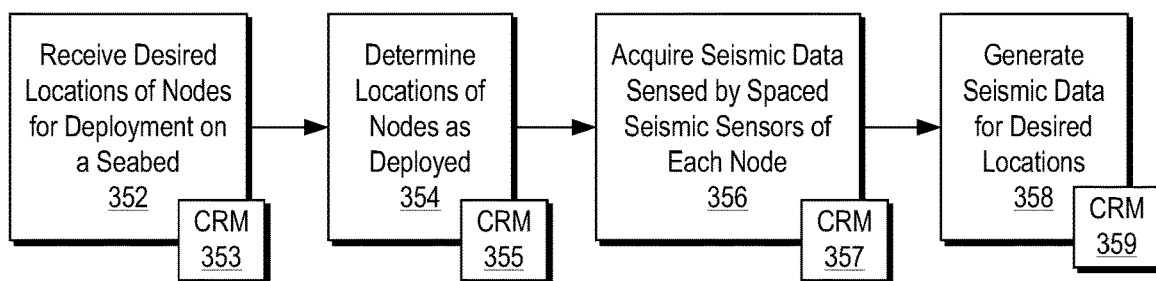 Receive Desired
Locations of Nodes
for Deployment on
a Seabed
352
CRM
353
Determine
Locations of
Nodes as
Deployed
354
CRM
355
Acquire Seismic Data
Sensed by Spaced
Seismic Sensors of
Each Node
356
CRM
357
Generate
Seismic Data
for Desired
Locations
358
CRM
359